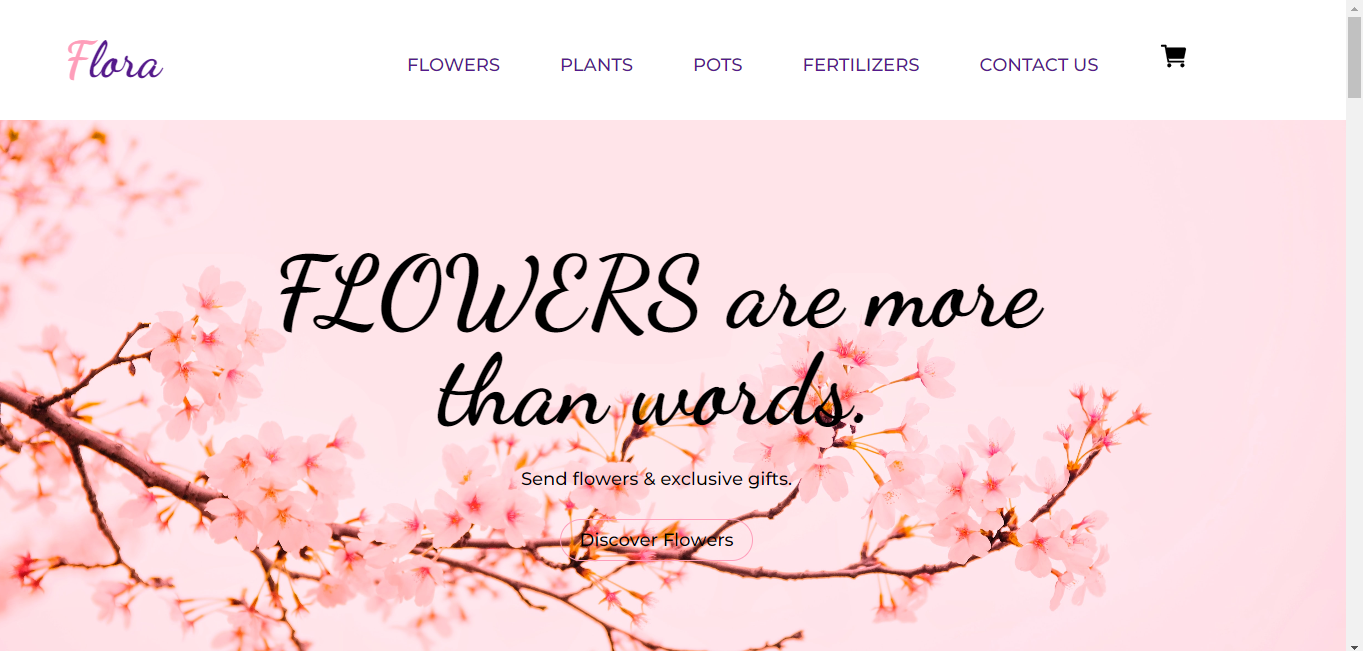 Flora
FLOWERS PLANTS POTS FERTILIZERS CONTACT US
FLOWERS are more
than words.
Send flowers & exclusive gifts.
Discover Flowers